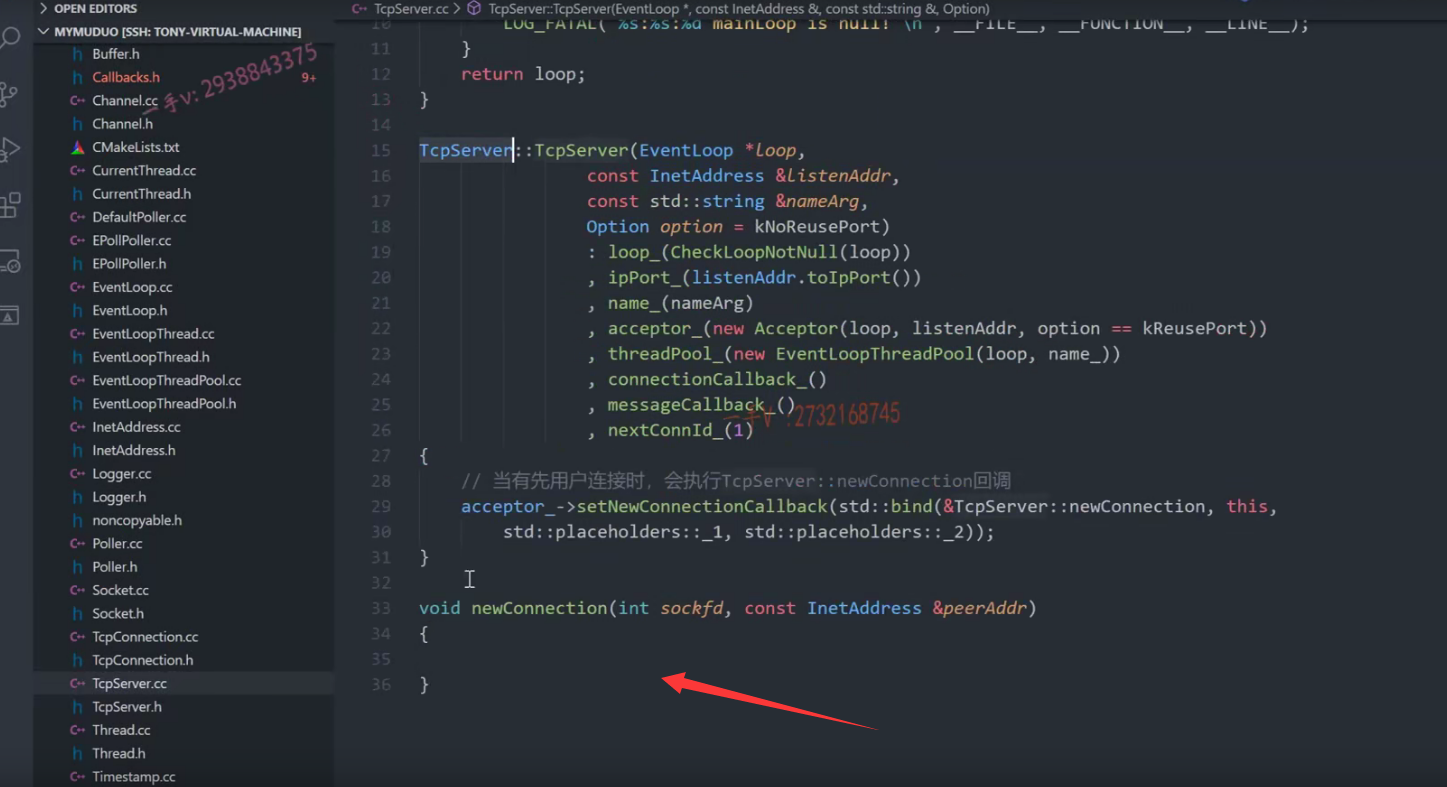 OPEN EDITORS
MYMUDUO [SSH: TONY-VIRTUAL-MACHINE]
Buffer.h
Callbacks.h 9+
Channel.cc
Channel.h
CMakeLists.txt
CurrentThread.cc
CurrentThread.h
DefaultPoller.cc
EPollPoller.cc
EPollPoller.h
EventLoop.cc
EventLoop.h
EventLoopThread.cc
EventLoopThread.h
EventLoopThreadPool.cc
EventLoopThreadPool.h
InetAddress.cc
InetAddress.h
Logger.cc
Logger.h
noncopyable.h
Poller.cc
Poller.h
Socket.cc
Socket.h
TcpConnection.cc
TcpConnection.h
TcpServer.cc
TcpServer.h
Thread.cc
Thread.h
Timestamp.cc
一手v: 2938843375
TcpServer.cc > TcpServer::TcpServer(EventLoop *, const InetAddress &, const std::string &, Option)
10 LOG_FATAL("%s:%s:%d mainLoop is null! \n", __FILE__, __FUNCTION__, __LINE__);
11 }
12 return loop;
13 }
14
15 TcpServer::TcpServer(EventLoop *loop,
16 const InetAddress &listenAddr,
17 const std::string &nameArg,
18 Option option = kNoReusePort)
19 : loop_(CheckLoopNotNull(loop))
20 , ipPort_(listenAddr.toIpPort())
21 , name_(nameArg)
22 , acceptor_(new Acceptor(loop, listenAddr, option == kReusePort))
23 , threadPool_(new EventLoopThreadPool(loop, name_))
24 , connectionCallback_()
25 , messageCallback_()
一手V :2732168745
26 , nextConnId_(1)
27 {
28 // 当有先用户连接时，会执行TcpServer::newConnection回调
29 acceptor_->setNewConnectionCallback(std::bind(&TcpServer::newConnection, this,
30 std::placeholders::_1, std::placeholders::_2));
31 }
32
33 void newConnection(int sockfd, const InetAddress &peerAddr)
34 {
35
36 }